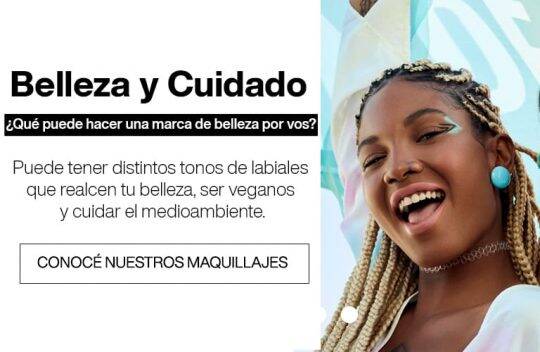 Belleza y Cuidado
¿Qué puede hacer una marca de belleza por vos?
Puede tener distintos tonos de labiales
que realcen tu belleza, ser veganos
y cuidar el medioambiente.
CONOCÉ NUESTROS MAQUILLAJES